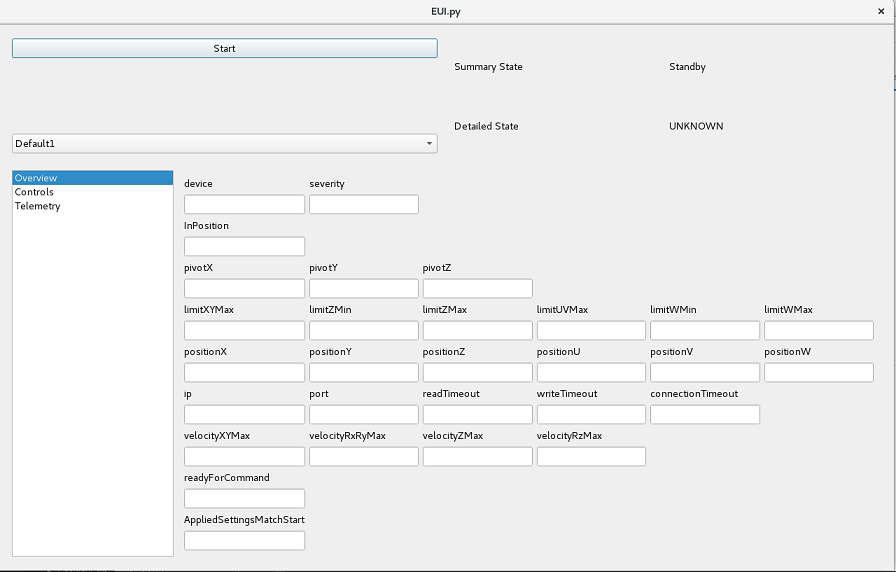 EUI.py
Start
Summary State Standby
Detailed State UNKNOWN
Default1
Overview
Controls
Telemetry
device severity
InPosition
pivotX pivotY pivotZ
limitXYMax limitZMin limitZMax limitUVMax limitWMin limitWMax
positionX positionY positionZ positionU positionV positionW
ip port readTimeout writeTimeout connectionTimeout
velocityXYMax velocityRxRyMax velocityZMax velocityRzMax
readyForCommand
AppliedSettingsMatchStart